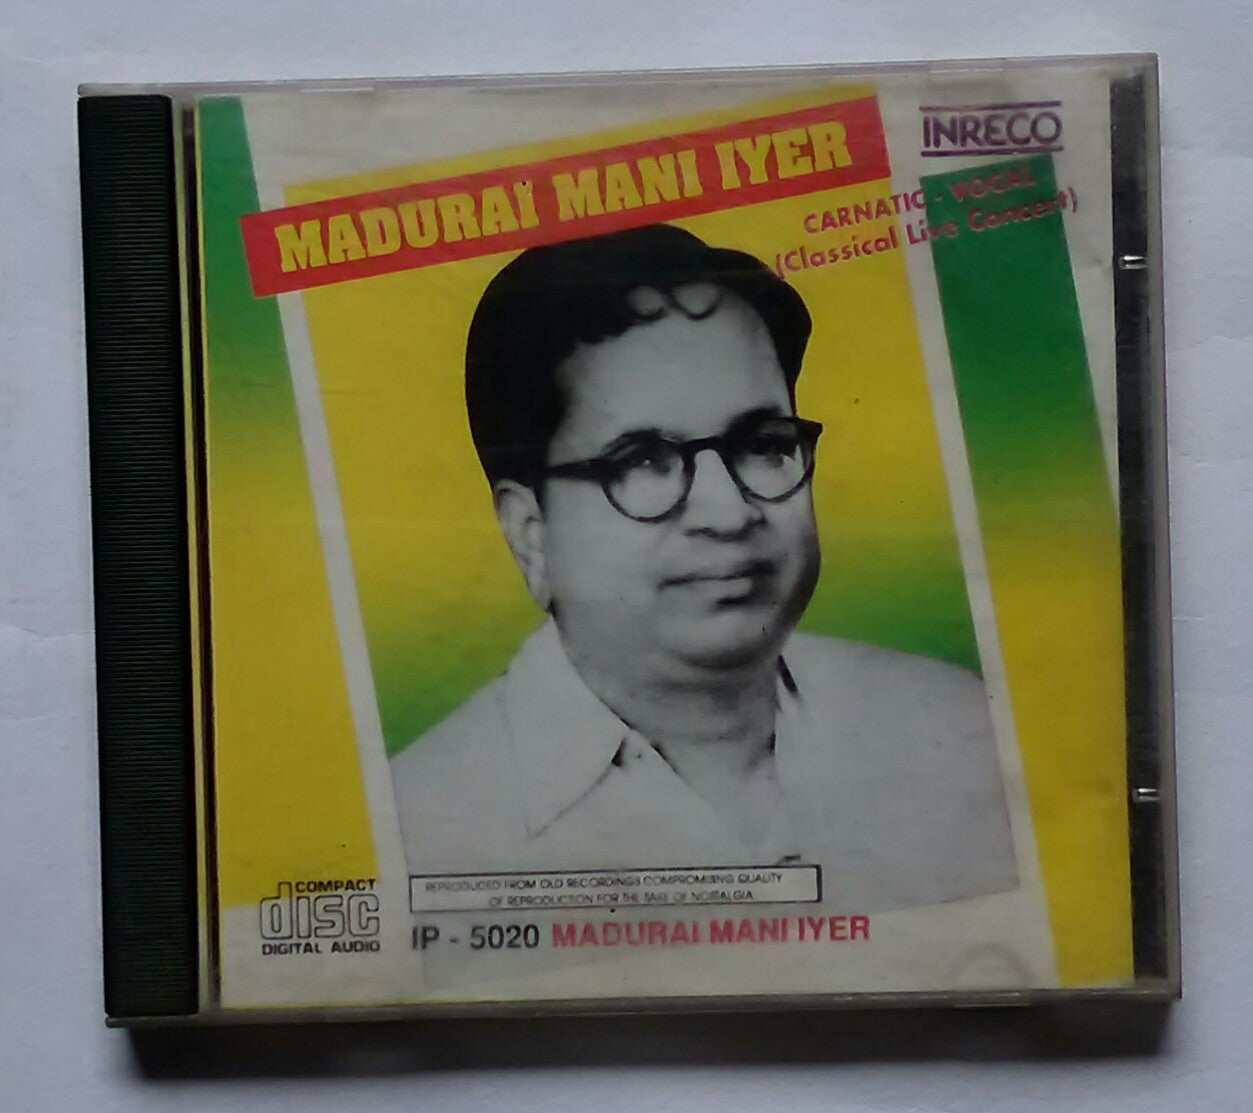 MADURAI MANI IYER
INRECO
CARNATIC - VOCAL
(Classical Live Concert)
REPRODUCED FROM OLD RECORDINGS COMPROMISING QUALITY
OF REPRODUCTION FOR THE SAKE OF NOSTALGIA
COMPACT
disc
DIGITAL AUDIO
IP - 5020 MADURAI MANI IYER